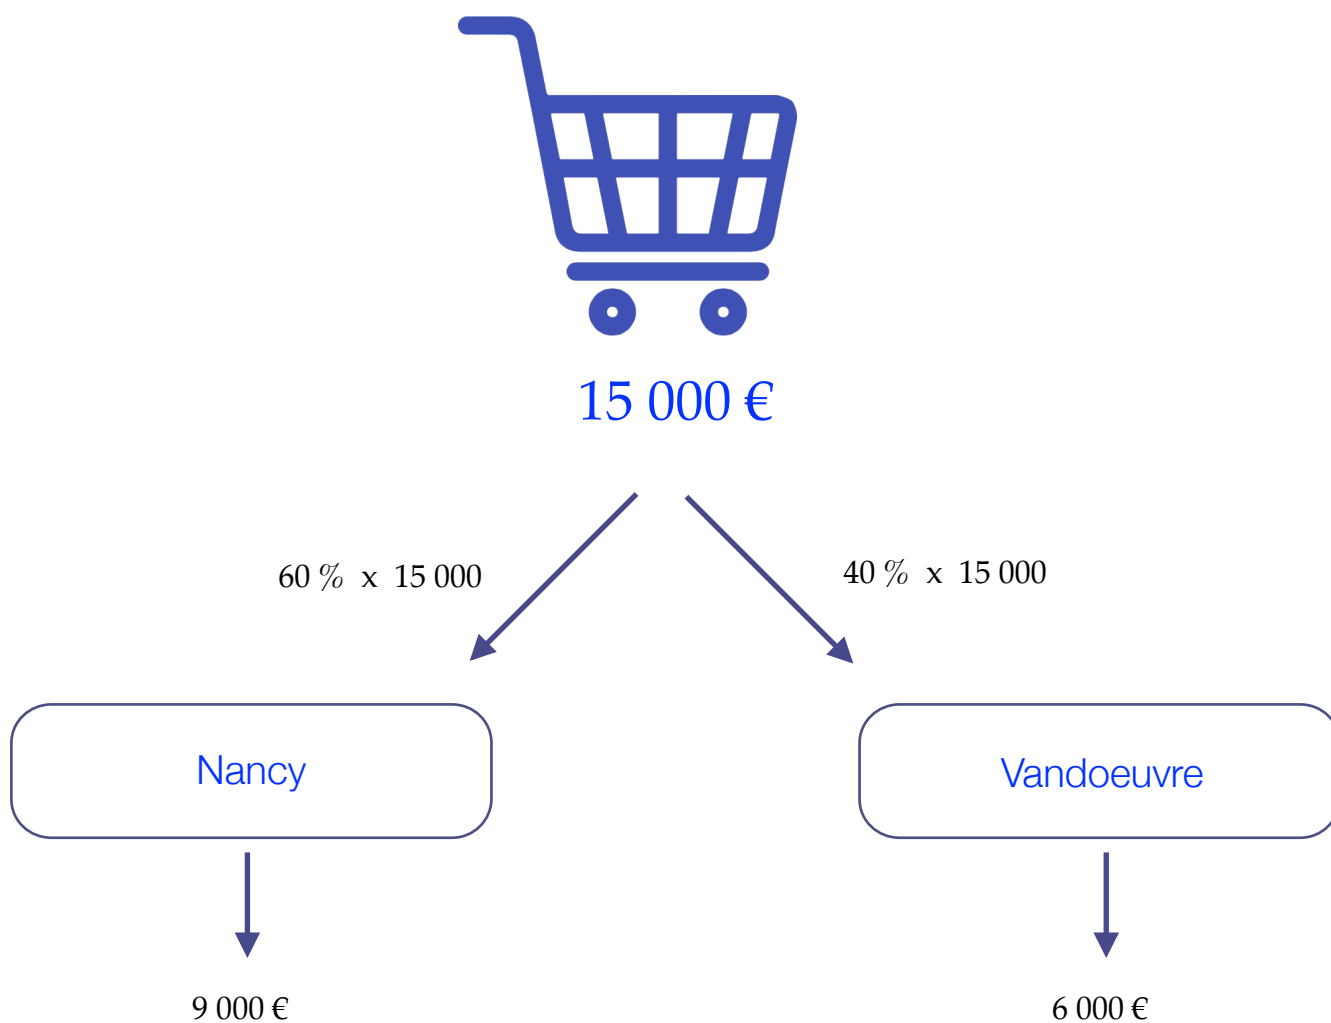 15 000 €
60 % x 15 000
40 % x 15 000
Nancy
Vandoeuvre
9 000 €
6 000 €